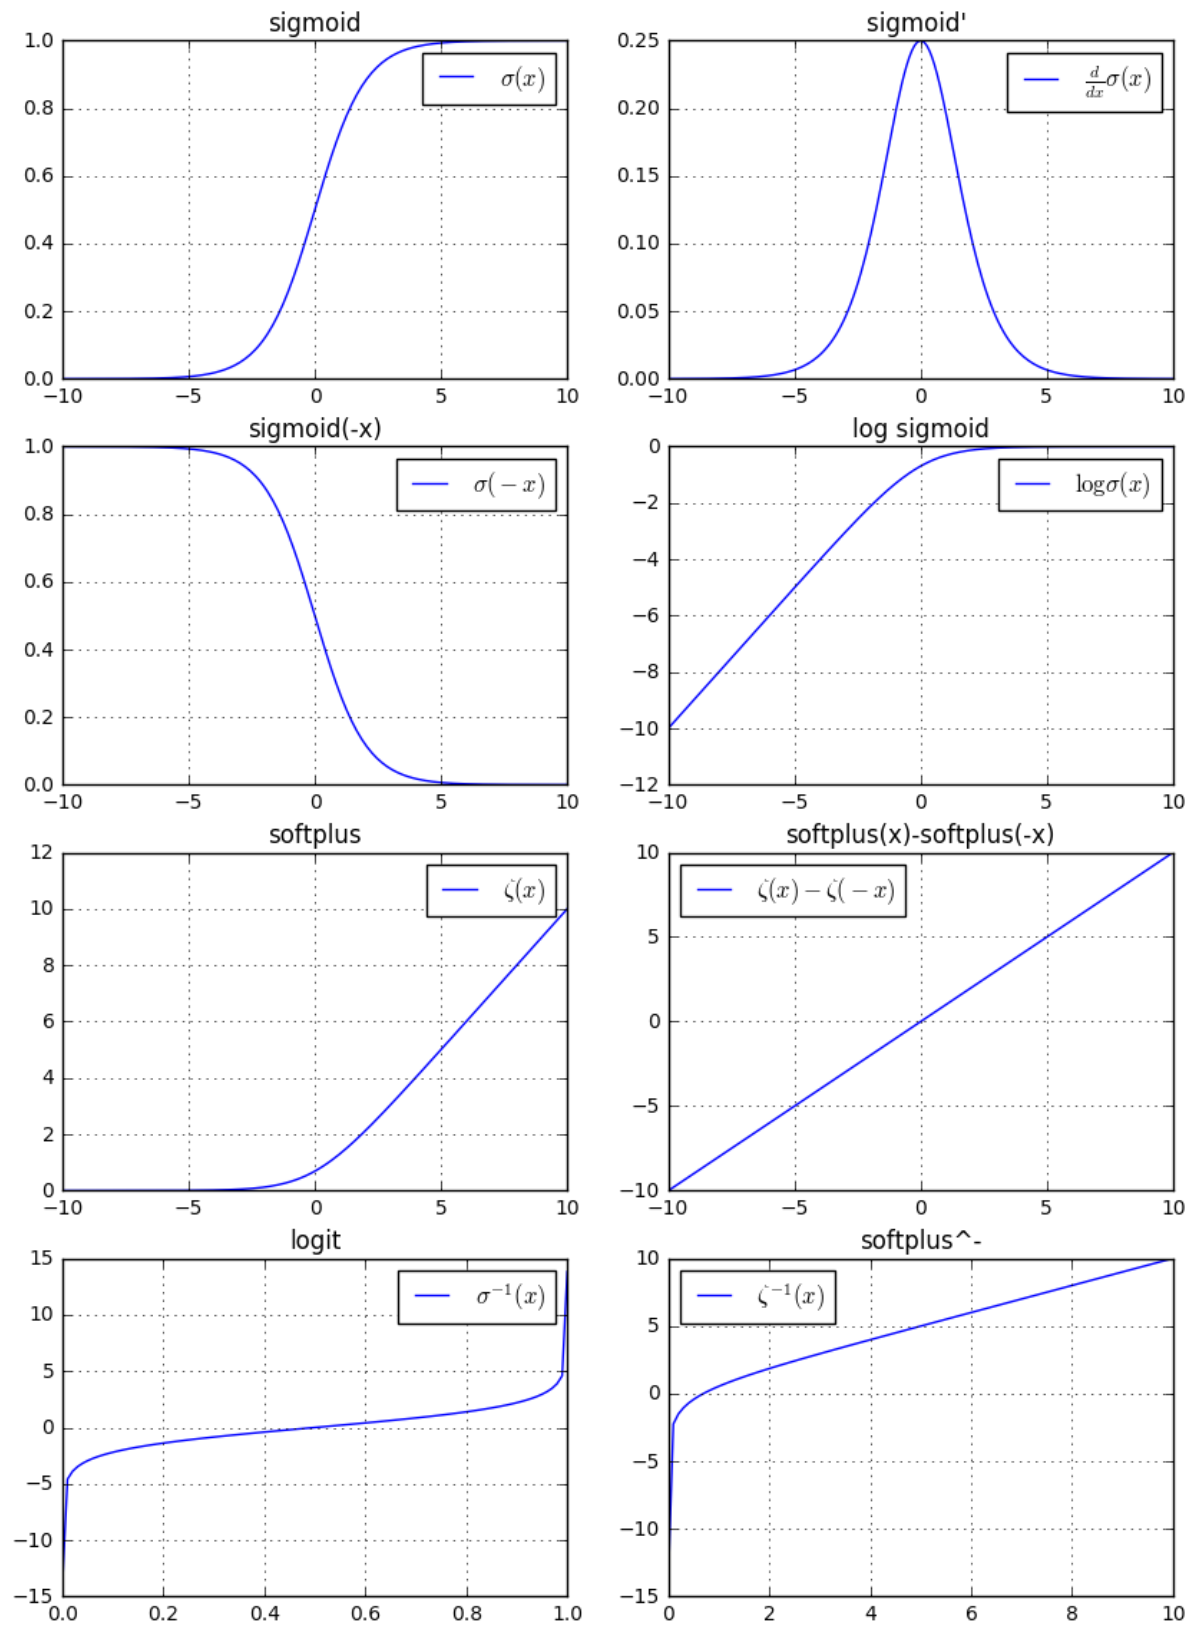 sigmoid
1.0
0.8
0.6
0.4
0.2
0.0
σ(x)
−10 −5 0 5 10
sigmoid'
0.25
0.20
0.15
0.10
0.05
0.00
d/dx σ(x)
−10 −5 0 5 10
sigmoid(-x)
1.0
0.8
0.6
0.4
0.2
0.0
σ(−x)
−10 −5 0 5 10
log sigmoid
0
−2
−4
−6
−8
−10
−12
logσ(x)
−10 −5 0 5 10
softplus
12
10
8
6
4
2
0
ζ(x)
−10 −5 0 5 10
softplus(x)-softplus(-x)
10
5
0
−5
−10
ζ(x)−ζ(−x)
−10 −5 0 5 10
logit
15
10
5
0
−5
−10
−15
σ⁻¹(x)
0.0 0.2 0.4 0.6 0.8 1.0
softplus^-
10
5
0
−5
−10
−15
ζ⁻¹(x)
0 2 4 6 8 10